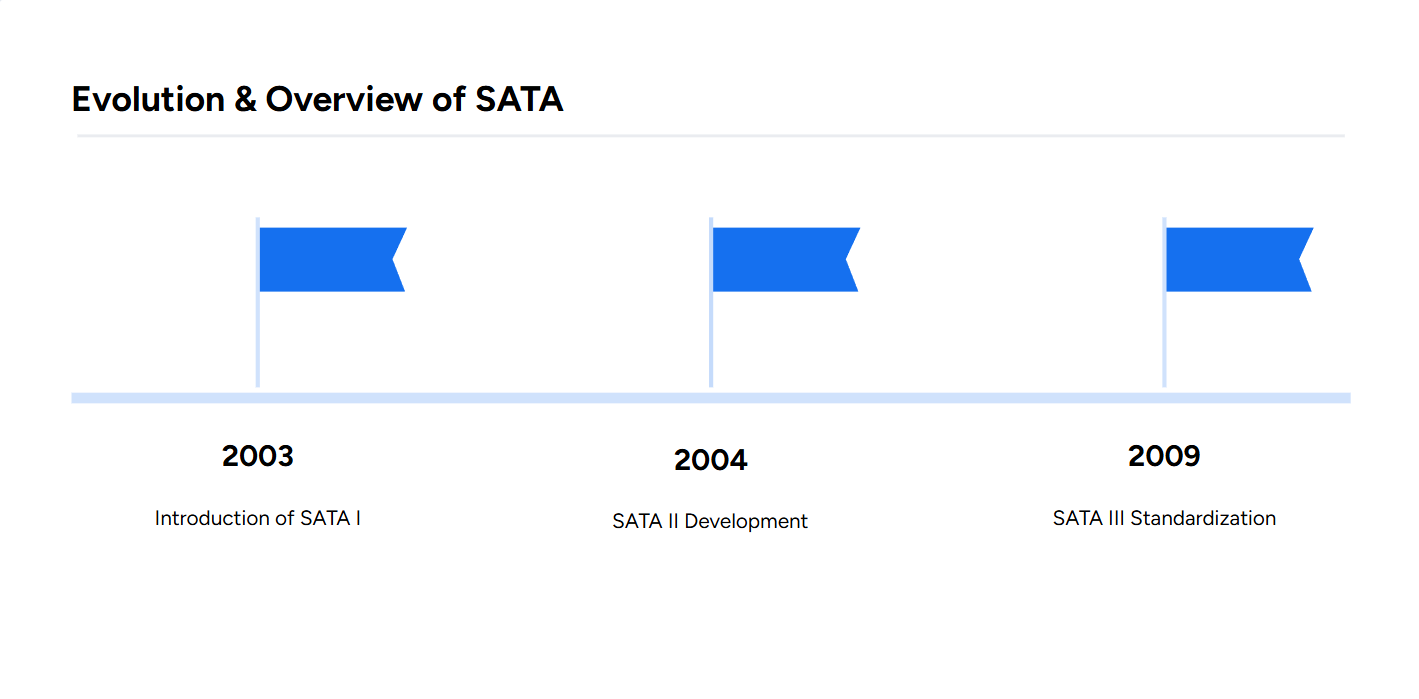 Evolution & Overview of SATA
2003
2004
2009
Introduction of SATA I
SATA II Development
SATA III Standardization